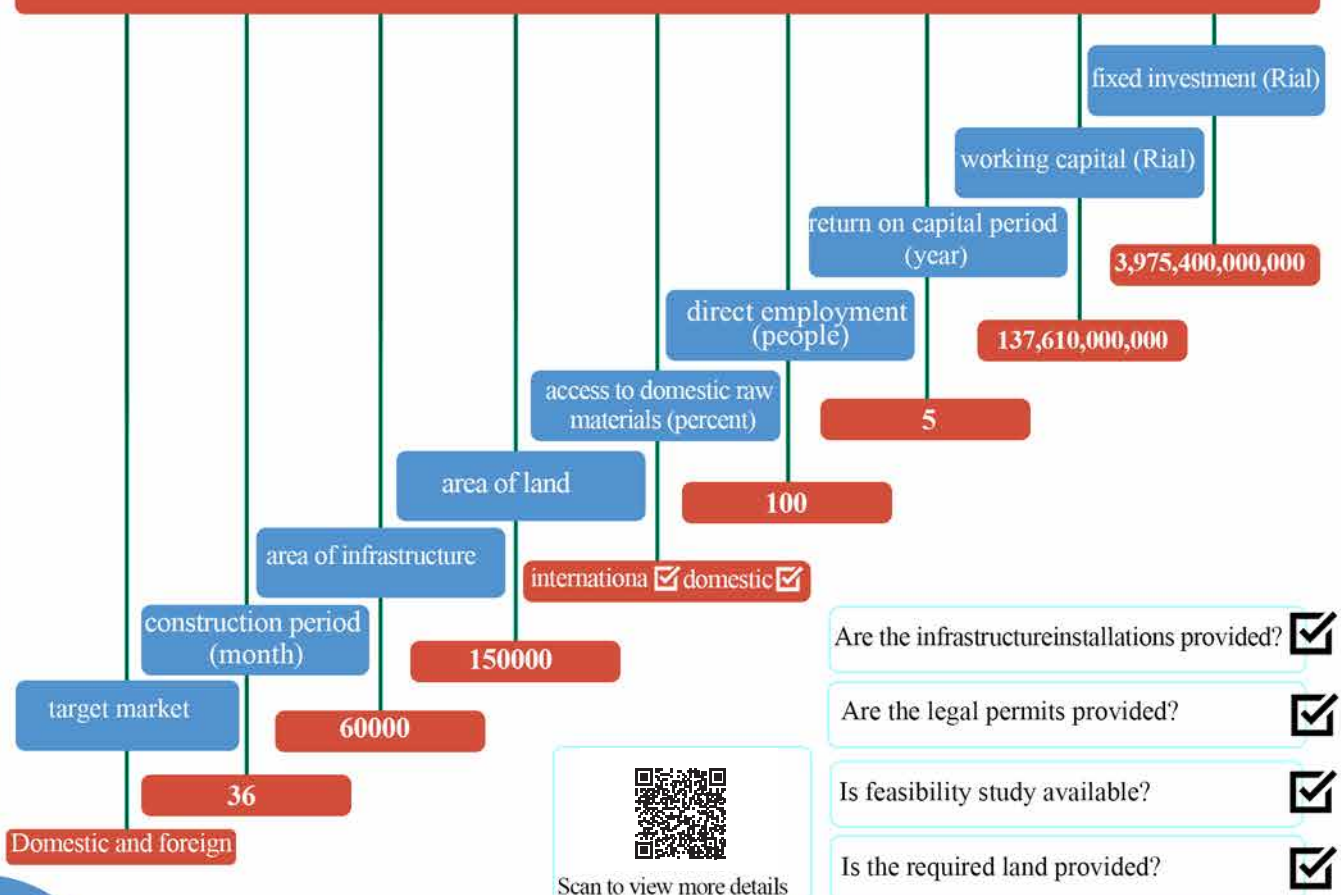 fixed investment (Rial)
3,975,400,000,000
working capital (Rial)
137,610,000,000
return on capital period
(year)
5
direct employment
(people)
100
access to domestic raw
materials (percent)
internationa ☑ domestic ☑
area of land
150000
area of infrastructure
60000
construction period
(month)
36
target market
Domestic and foreign
Are the infrastructureinstallations provided? ☑
Are the legal permits provided? ☑
Is feasibility study available? ☑
Is the required land provided? ☑
Scan to view more details